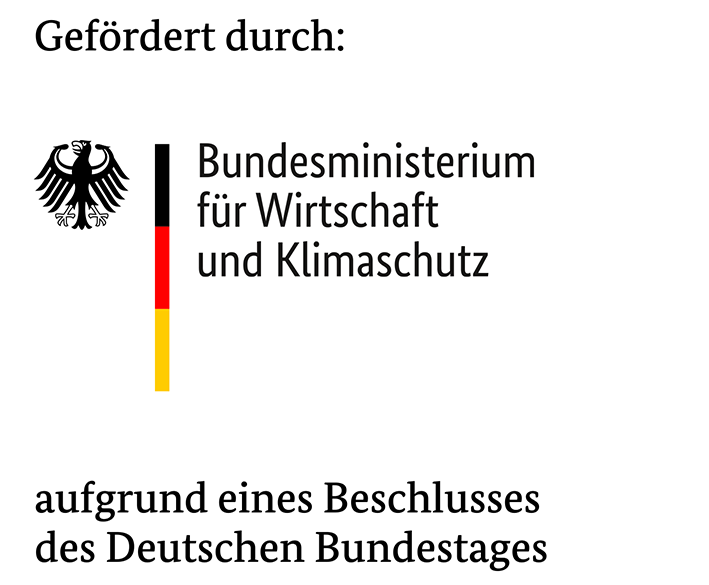 Gefördert durch:
Bundesministerium
für Wirtschaft
und Klimaschutz
aufgrund eines Beschlusses
des Deutschen Bundestages